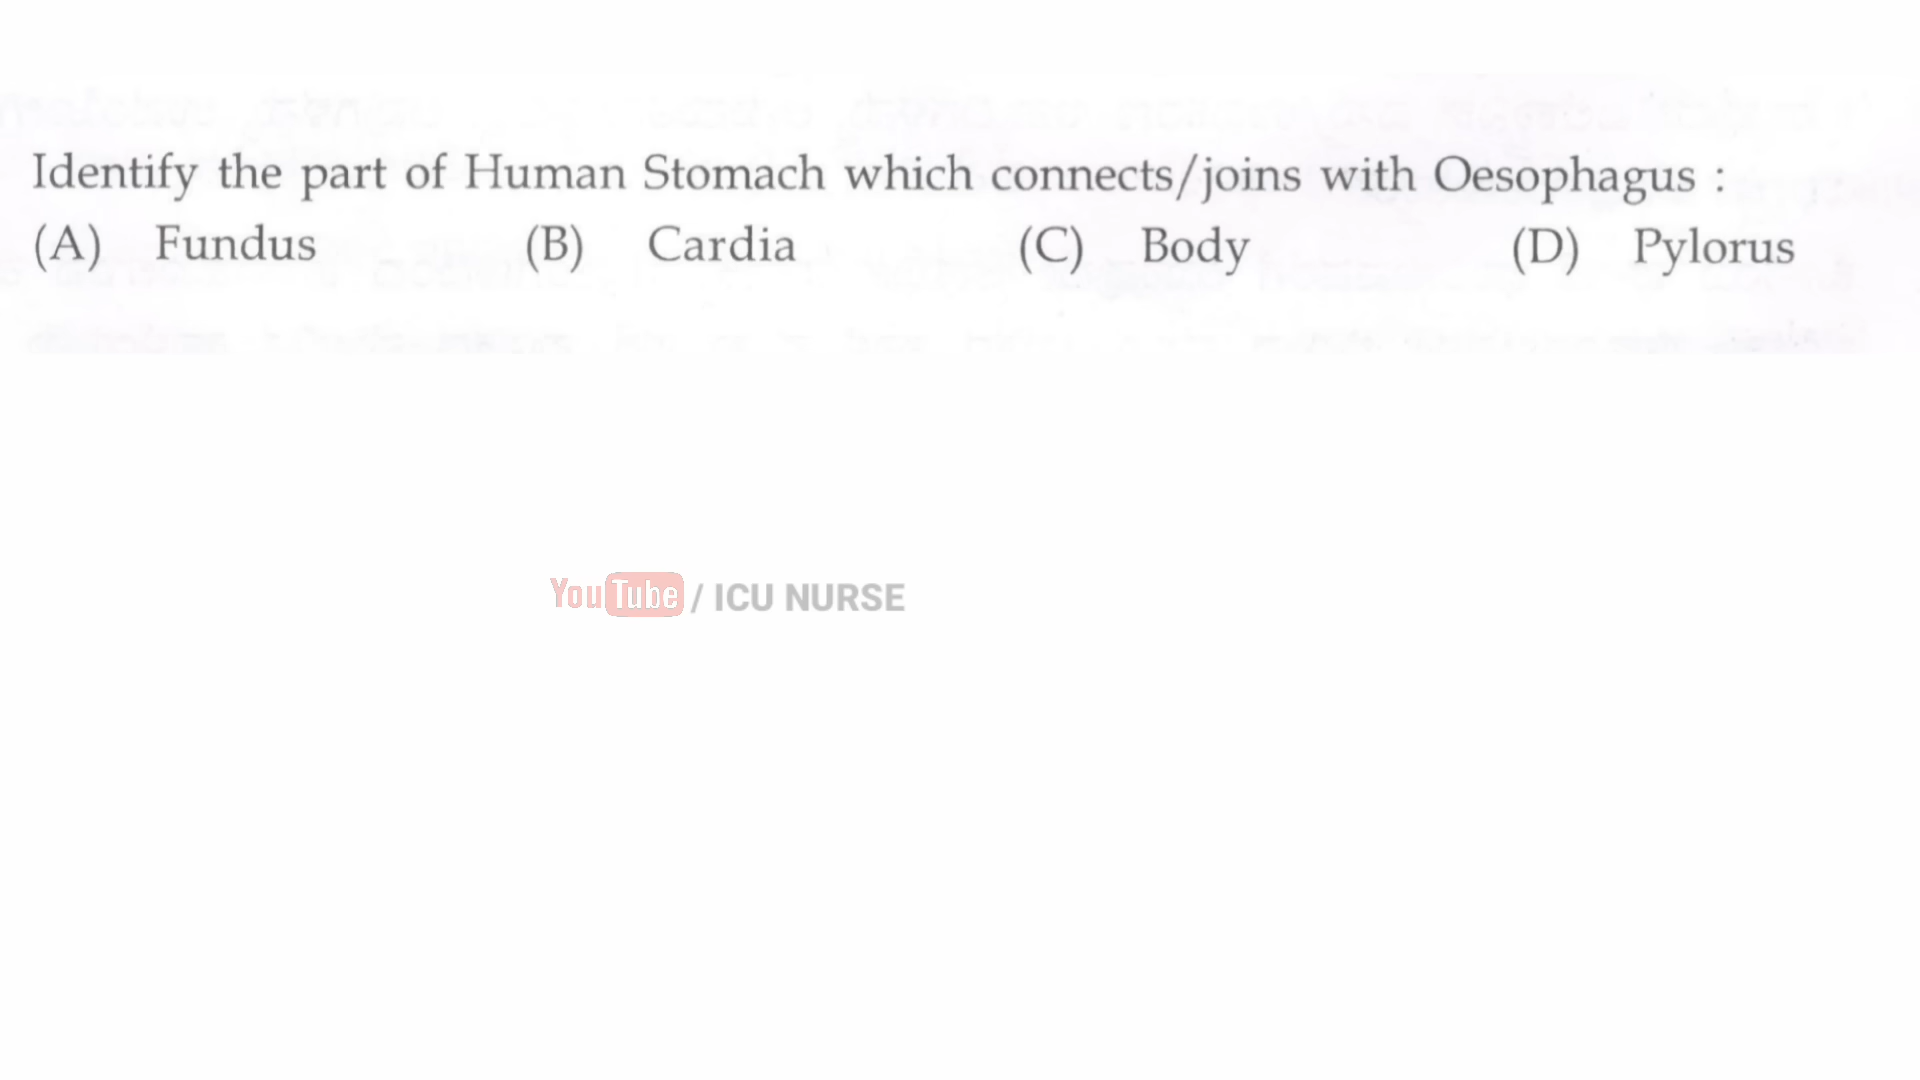 Identify the part of Human Stomach which connects/joins with Oesophagus :
(A) Fundus (B) Cardia (C) Body (D) Pylorus
YouTube / ICU NURSE